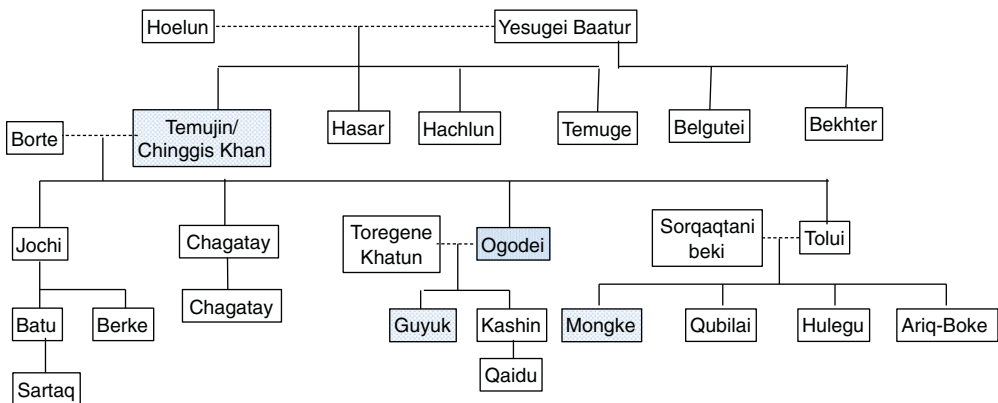 Hoelun
Yesugei Baatur
Borte
Temujin/
Chinggis Khan
Hasar
Hachlun
Temuge
Belgutei
Bekhter
Jochi
Chagatay
Toregene
Khatun
Ogodei
Sorqaqtani
beki
Tolui
Batu
Berke
Chagatay
Guyuk
Kashin
Mongke
Qubilai
Hulegu
Ariq-Boke
Sartaq
Qaidu